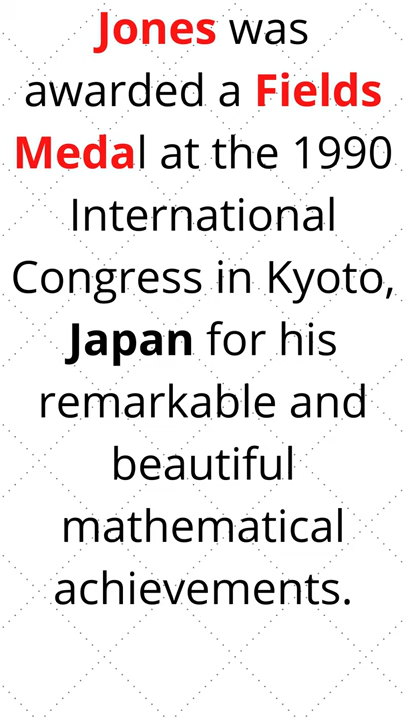 Jones was
awarded a Fields
Medal at the 1990
International
Congress in Kyoto,
Japan for his
remarkable and
beautiful
mathematical
achievements.